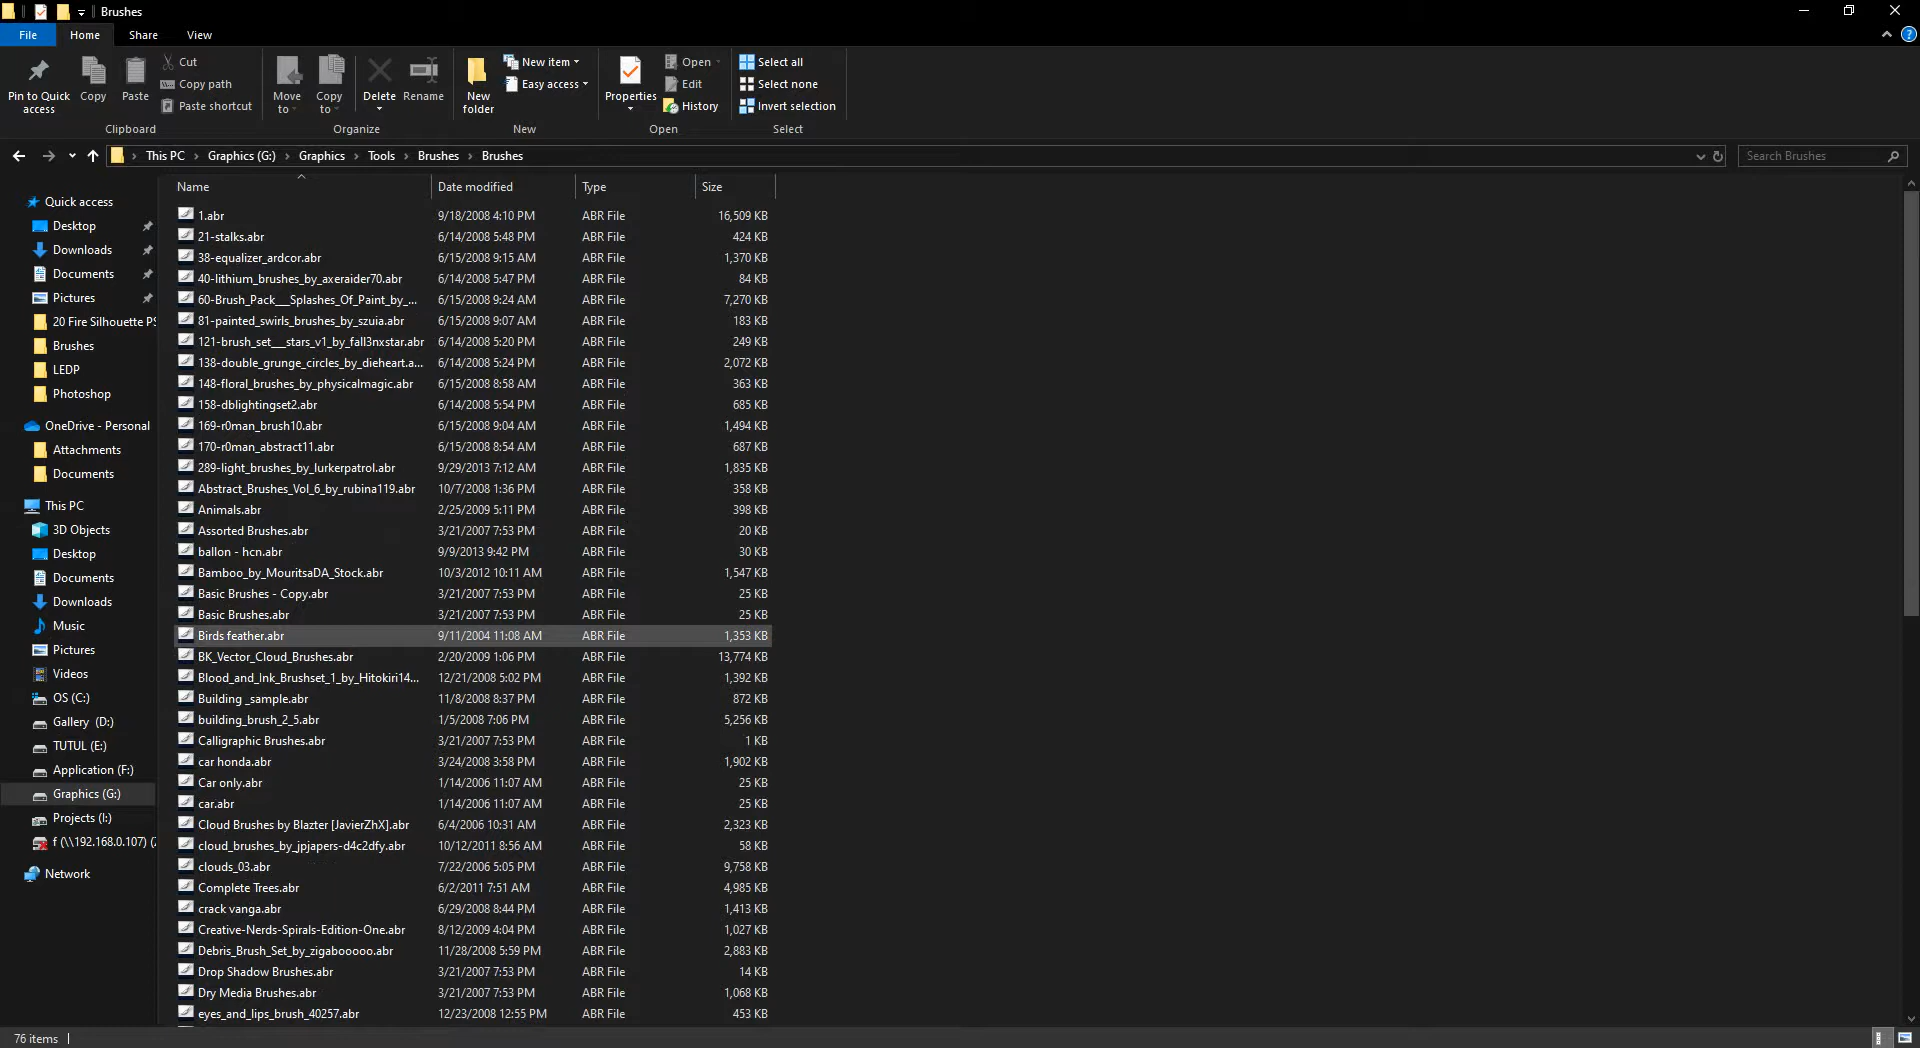 Brushes
File Home Share View
Pin to Quick access
Copy
Paste
Cut
Copy path
Paste shortcut
Clipboard
Move to
Copy to
Delete
Rename
Organize
New folder
New item
Easy access
New
Properties
Open
Edit
History
Open
Select all
Select none
Invert selection
Select
This PC Graphics (G:) Graphics Tools Brushes Brushes
Search Brushes
Quick access
Desktop
Downloads
Documents
Pictures
20 Fire Silhouette PS
Brushes
LEDP
Photoshop
OneDrive - Personal
Attachments
Documents
This PC
3D Objects
Desktop
Documents
Downloads
Music
Pictures
Videos
OS (C:)
Gallery (D:)
TUTUL (E:)
Application (F:)
Graphics (G:)
Projects (I:)
f (\\192.168.0.107) (
Network
Name Date modified Type Size
1.abr 9/18/2008 4:10 PM ABR File 16,509 KB
21-stalks.abr 6/14/2008 5:48 PM ABR File 424 KB
38-equalizer_ardcor.abr 6/15/2008 9:15 AM ABR File 1,370 KB
40-lithium_brushes_by_axeraider70.abr 6/14/2008 5:47 PM ABR File 84 KB
60-Brush_Pack___Splashes_Of_Paint_by_... 6/15/2008 9:24 AM ABR File 7,270 KB
81-painted_swirls_brushes_by_szuia.abr 6/15/2008 9:07 AM ABR File 183 KB
121-brush_set__stars_v1_by_fall3nxstar.abr 6/14/2008 5:20 PM ABR File 249 KB
138-double_grunge_circles_by_dieheart.a... 6/14/2008 5:24 PM ABR File 2,072 KB
148-floral_brushes_by_physicalmagic.abr 6/15/2008 8:58 AM ABR File 363 KB
158-dblightingset2.abr 6/14/2008 5:54 PM ABR File 685 KB
169-r0man_brush10.abr 6/15/2008 9:04 AM ABR File 1,494 KB
170-r0man_abstract11.abr 6/15/2008 8:54 AM ABR File 687 KB
289-light_brushes_by_lurkerpatrol.abr 9/29/2013 7:12 AM ABR File 1,835 KB
Abstract_Brushes_Vol_6_by_rubina119.abr 10/7/2008 1:36 PM ABR File 358 KB
Animals.abr 2/25/2009 5:11 PM ABR File 398 KB
Assorted Brushes.abr 3/21/2007 7:53 PM ABR File 20 KB
ballon - hcn.abr 9/9/2013 9:42 PM ABR File 30 KB
Bamboo_by_MouritsaDA_Stock.abr 10/3/2012 10:11 AM ABR File 1,547 KB
Basic Brushes - Copy.abr 3/21/2007 7:53 PM ABR File 25 KB
Basic Brushes.abr 3/21/2007 7:53 PM ABR File 25 KB
Birds feather.abr 9/11/2004 11:08 AM ABR File 1,353 KB
BK_Vector_Cloud_Brushes.abr 2/20/2009 1:06 PM ABR File 13,774 KB
Blood_and_Ink_Brushset_1_by_Hitokiri14... 12/21/2008 5:02 PM ABR File 1,392 KB
Building _sample.abr 11/8/2008 8:37 PM ABR File 872 KB
building_brush_2_5.abr 1/5/2008 7:06 PM ABR File 5,256 KB
Calligraphic Brushes.abr 3/21/2007 7:53 PM ABR File 1 KB
car honda.abr 3/24/2008 3:58 PM ABR File 1,902 KB
Car only.abr 1/14/2006 11:07 AM ABR File 25 KB
car.abr 1/14/2006 11:07 AM ABR File 25 KB
Cloud Brushes by Blazter [JavierZhX].abr 6/4/2006 10:31 AM ABR File 2,323 KB
cloud_brushes_by_jpjapers-d4c2dfy.abr 10/12/2011 8:56 AM ABR File 58 KB
clouds_03.abr 7/22/2006 5:05 PM ABR File 9,758 KB
Complete Trees.abr 6/2/2011 7:51 AM ABR File 4,985 KB
crack vanga.abr 6/29/2008 8:44 PM ABR File 1,413 KB
Creative-Nerds-Spirals-Edition-One.abr 8/12/2009 4:04 PM ABR File 1,027 KB
Debris_Brush_Set_by_zigabooooo.abr 11/28/2008 5:59 PM ABR File 2,883 KB
Drop Shadow Brushes.abr 3/21/2007 7:53 PM ABR File 14 KB
Dry Media Brushes.abr 3/21/2007 7:53 PM ABR File 1,068 KB
eyes_and_lips_brush_40257.abr 12/23/2008 12:55 PM ABR File 453 KB
76 items